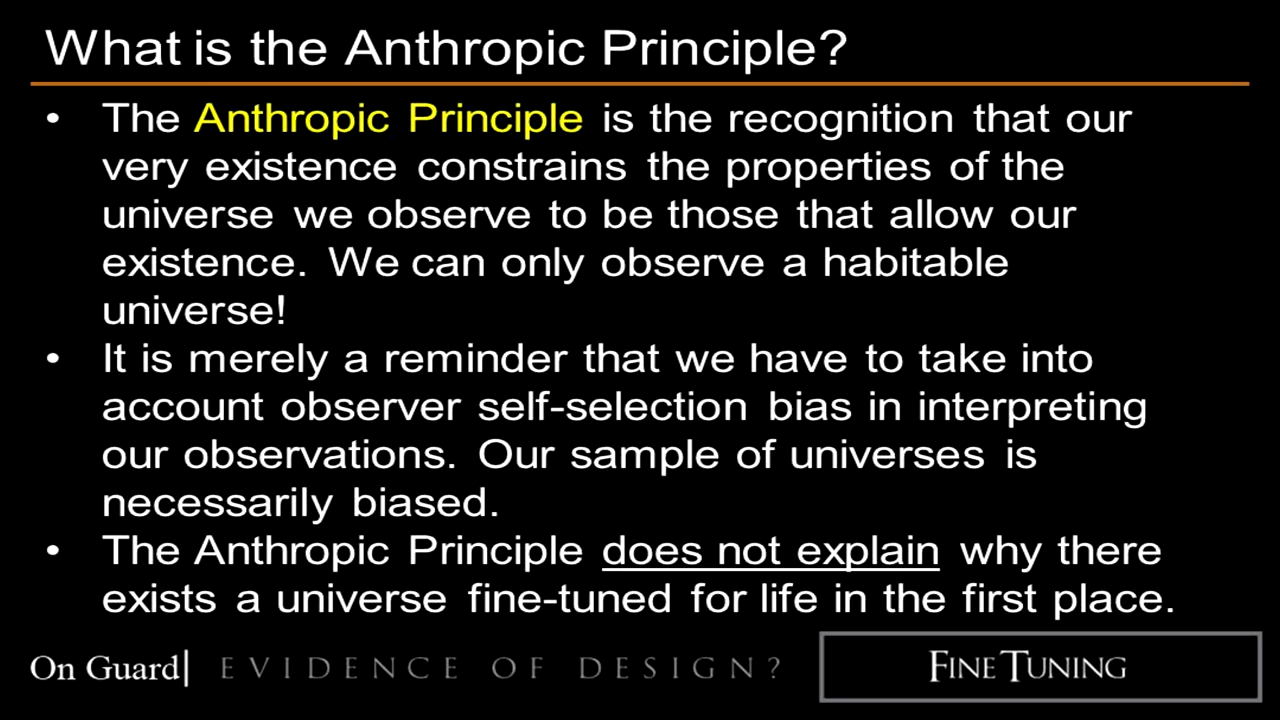 What is the Anthropic Principle?
• The Anthropic Principle is the recognition that our
very existence constrains the properties of the
universe we observe to be those that allow our
existence. We can only observe a habitable
universe!
• It is merely a reminder that we have to take into
account observer self-selection bias in interpreting
our observations. Our sample of universes is
necessarily biased.
• The Anthropic Principle does not explain why there
exists a universe fine-tuned for life in the first place.
On Guard| EVIDENCE OF DESIGN?
FINE TUNING